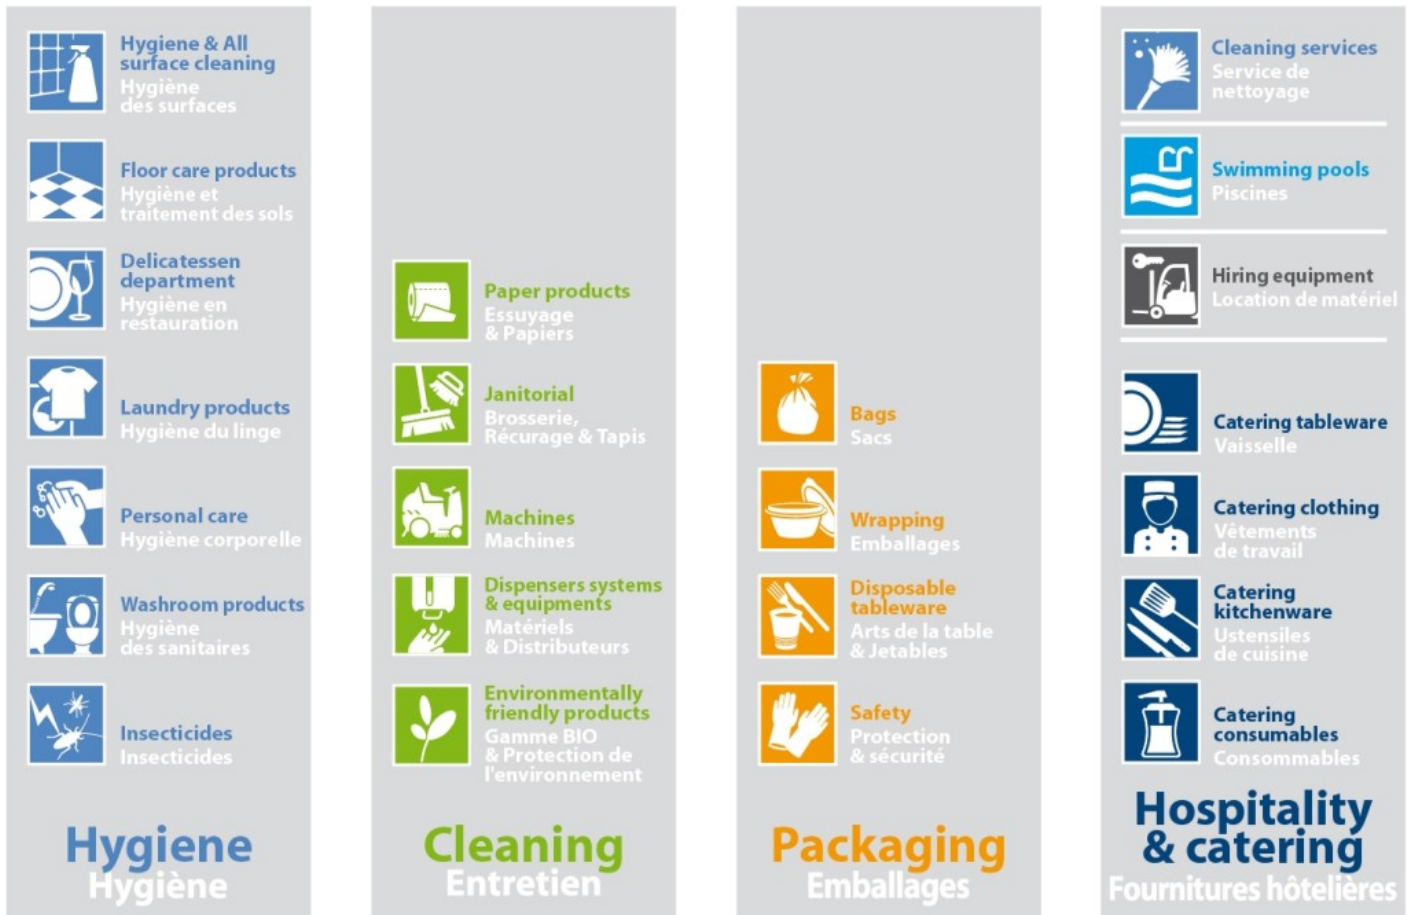 Hygiene & All
surface cleaning
Hygiène
des surfaces
Floor care products
Hygiène et
traitement des sols
Delicatessen
department
Hygiène en
restauration
Laundry products
Hygiène du linge
Personal care
Hygiène corporelle
Washroom products
Hygiène
des sanitaires
Insecticides
Insecticides
Hygiene
Hygiène
Paper products
Essuyage
& Papiers
Janitorial
Brosserie,
Récurage & Tapis
Machines
Machines
Dispensers systems
& equipments
Matériels
& Distributeurs
Environmentally
friendly products
Gamme BIO
& Protection de
l'environnement
Cleaning
Entretien
Bags
Sacs
Wrapping
Emballages
Disposable
tableware
Arts de la table
& Jetables
Safety
Protection
& sécurité
Packaging
Emballages
Cleaning services
Service de
nettoyage
Swimming pools
Piscines
Hiring equipment
Location de matériel
Catering tableware
Vaisselle
Catering clothing
Vêtements
de travail
Catering
kitchenware
Ustensiles
de cuisine
Catering
consumables
Consommables
Hospitality
& catering
Fournitures hôtelières